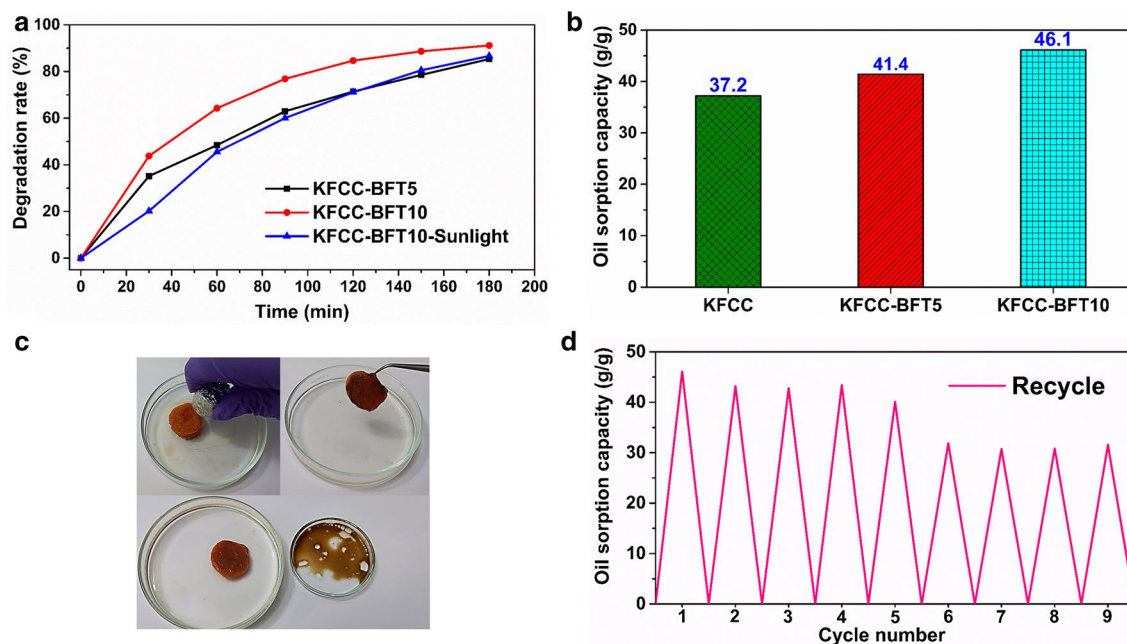 a
Degradation rate (%)
100
80
60
40
20
0
KFCC-BFT5
KFCC-BFT10
KFCC-BFT10-Sunlight
0 20 40 60 80 100 120 140 160 180 200
Time (min)
b
Oil sorption capacity (g/g)
50
40
30
20
10
0
37.2
41.4
46.1
KFCC KFCC-BFT5 KFCC-BFT10
c
d
Oil sorption capacity (g/g)
50
40
30
20
10
0
Recycle
1 2 3 4 5 6 7 8 9
Cycle number